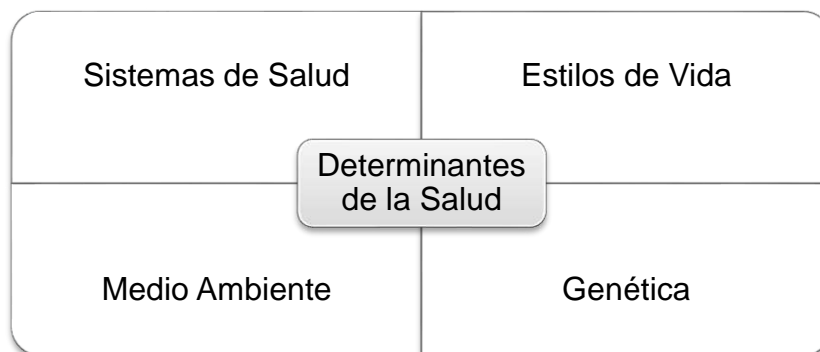 Sistemas de Salud
Estilos de Vida
Determinantes
de la Salud
Medio Ambiente
Genética